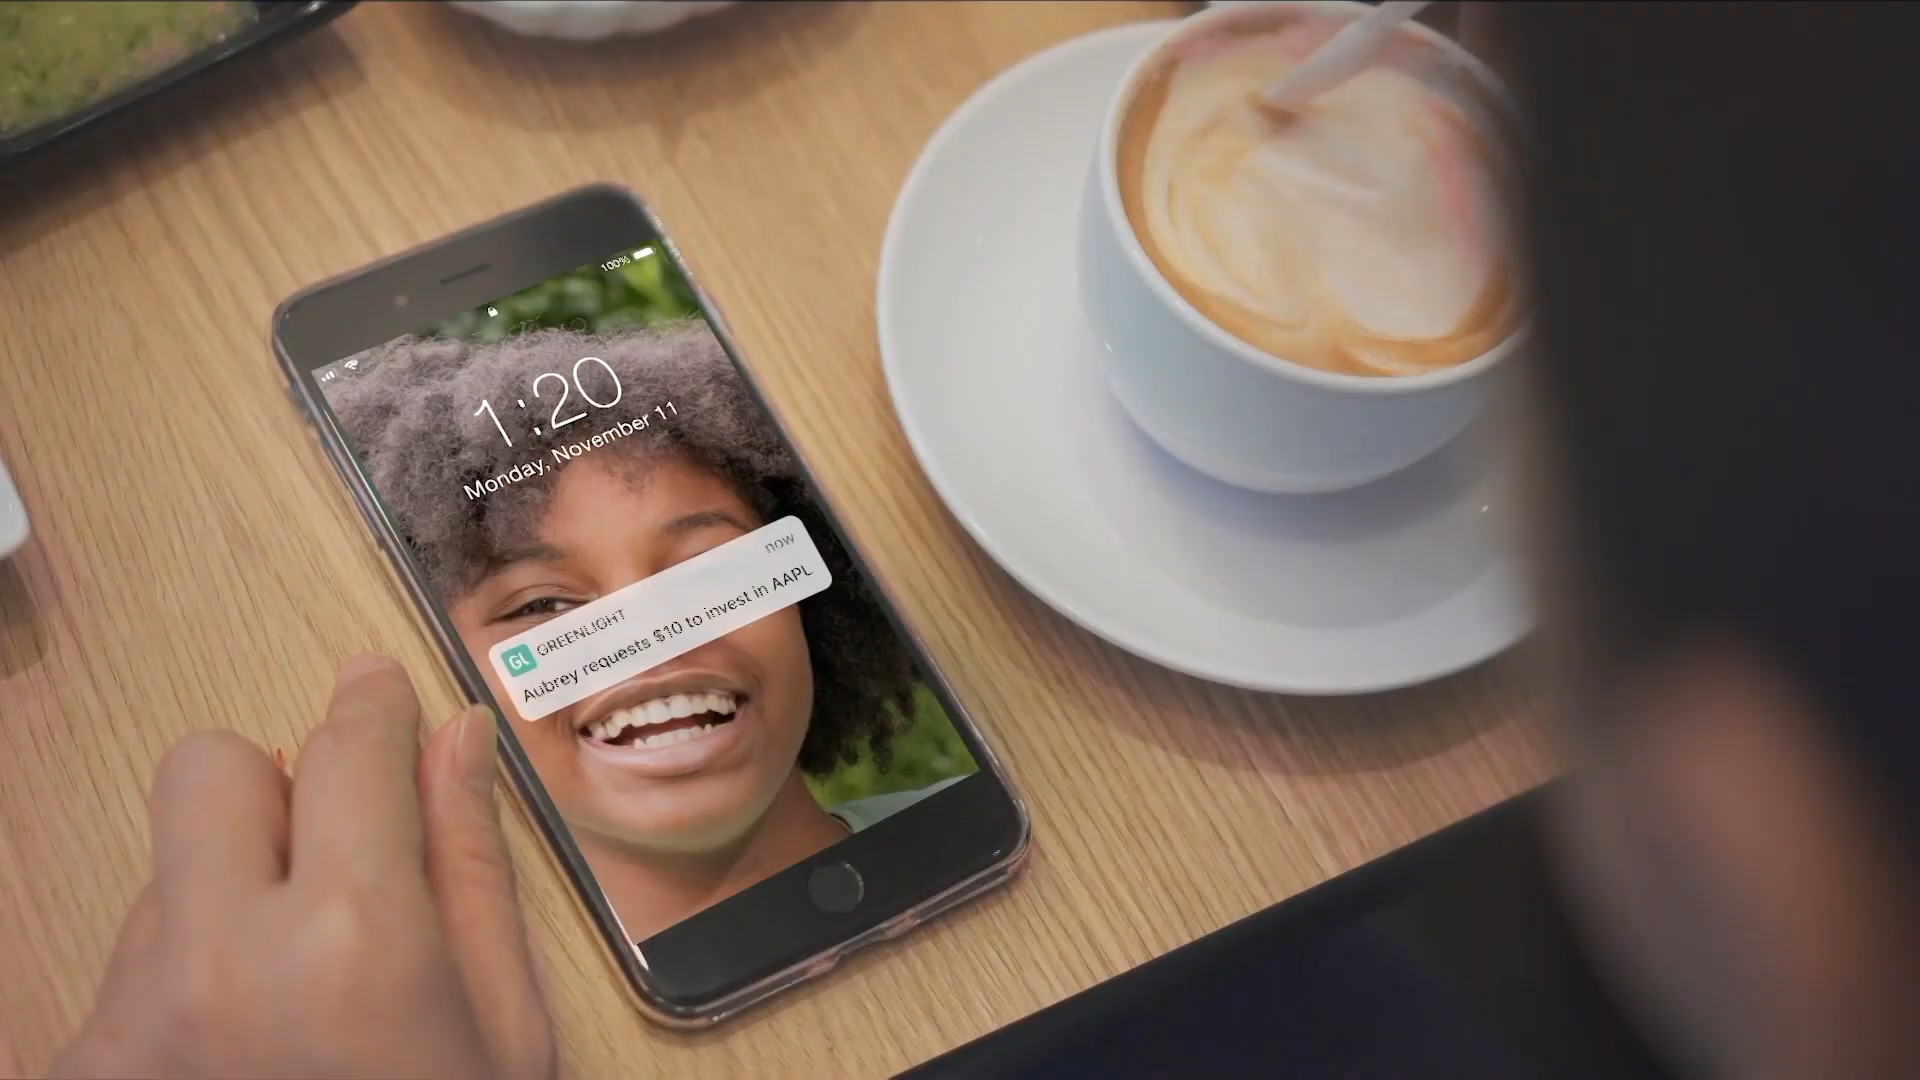 100%
1:20
Monday, November 11
GL GREENLIGHT now
Aubrey requests $10 to invest in AAPL